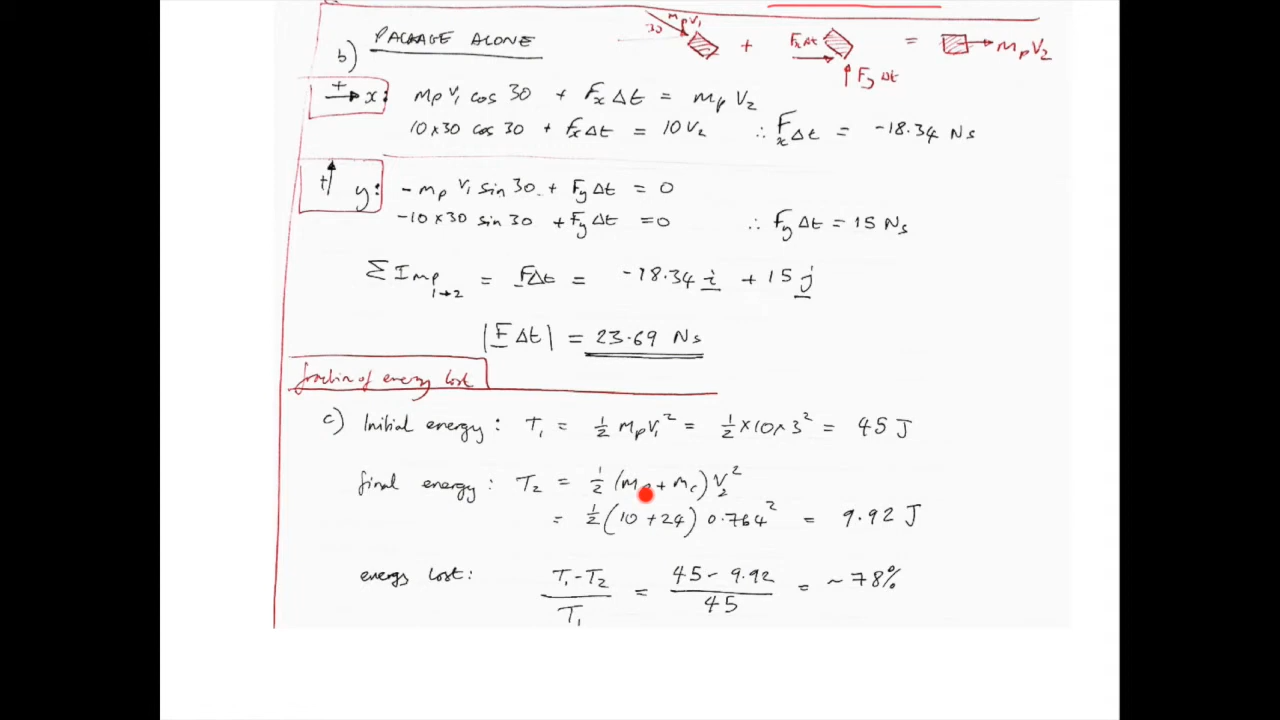 PACKAGE ALONE
b)
30 mpV1 + FxΔt = mpV2
FyΔt
+ x: mpv1 cos 30 + FxΔt = mpV2
10×30 cos 30 + FxΔt = 10V2 ∴ FxΔt = -18.34 Ns
+ y: -mp v1 sin 30 + FyΔt = 0
-10×30 sin 30 + FyΔt = 0 ∴ FyΔt = 15 Ns
ΣImp1→2 = FΔt = -18.34 i + 15 j
|FΔt| = 23.69 Ns
fraction of energy lost
c) Initial energy: T1 = ½ mpV1² = ½×10×3² = 45 J
final energy: T2 = ½ (mp + mc) V2²
= ½ (10 + 24) 0.764² = 9.92 J
energy lost: T1-T2 / T1 = 45 - 9.92 / 45 = ~78%